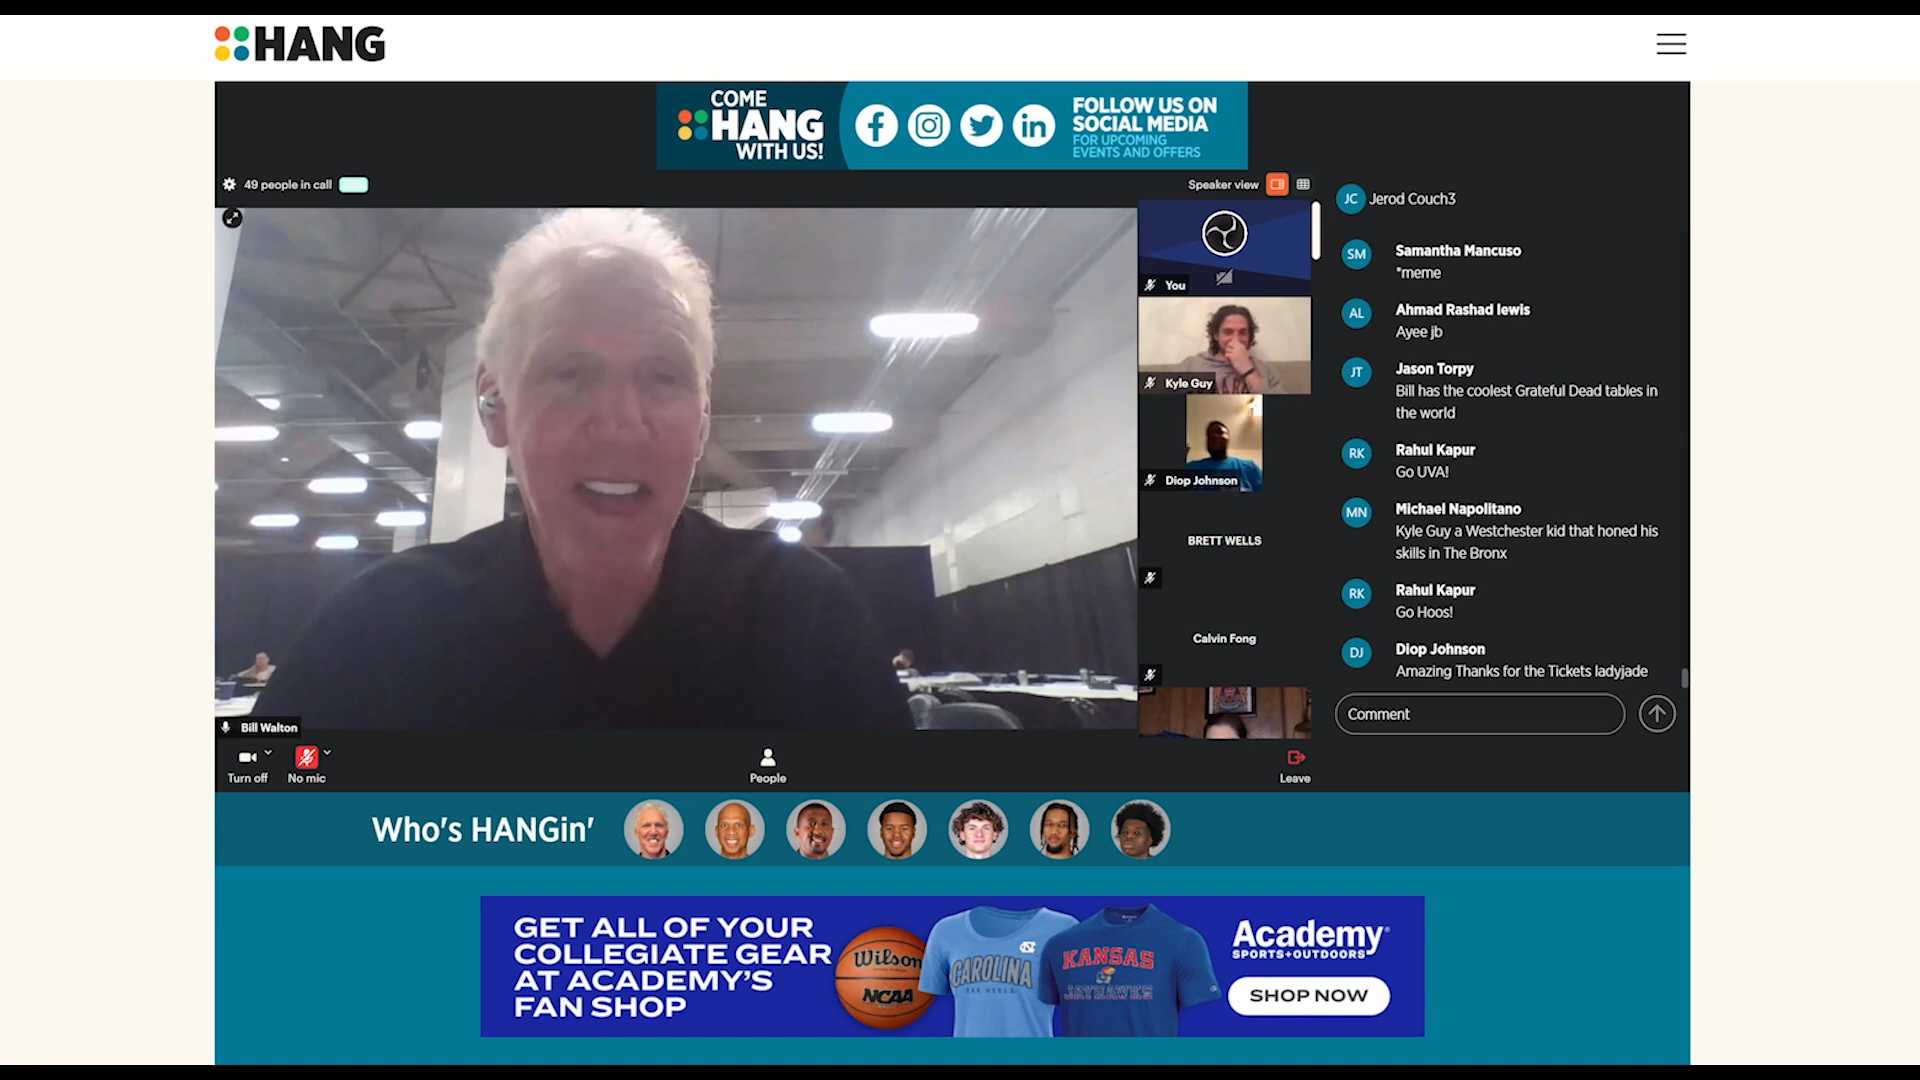 HANG
COME
HANG
WITH US!
FOLLOW US ON
SOCIAL MEDIA
FOR UPCOMING
EVENTS AND OFFERS
49 people in call
Speaker view
You
Kyle Guy
Diop Johnson
BRETT WELLS
Calvin Fong
Bill Walton
Turn off
No mic
People
Leave
JC Jerod Couch3
SM Samantha Mancuso
*meme
AL Ahmad Rashad lewis
Ayee jb
JT Jason Torpy
Bill has the coolest Grateful Dead tables in
the world
RK Rahul Kapur
Go UVA!
MN Michael Napolitano
Kyle Guy a Westchester kid that honed his
skills in The Bronx
RK Rahul Kapur
Go Hoos!
DJ Diop Johnson
Amazing Thanks for the Tickets ladyjade
Comment
Who's HANGin'
GET ALL OF YOUR
COLLEGIATE GEAR
AT ACADEMY'S
FAN SHOP
Wilson
NCAA
CAROLINA
TAR HEELS
KANSAS
JAYHAWKS
Academy
SPORTS+OUTDOORS
SHOP NOW